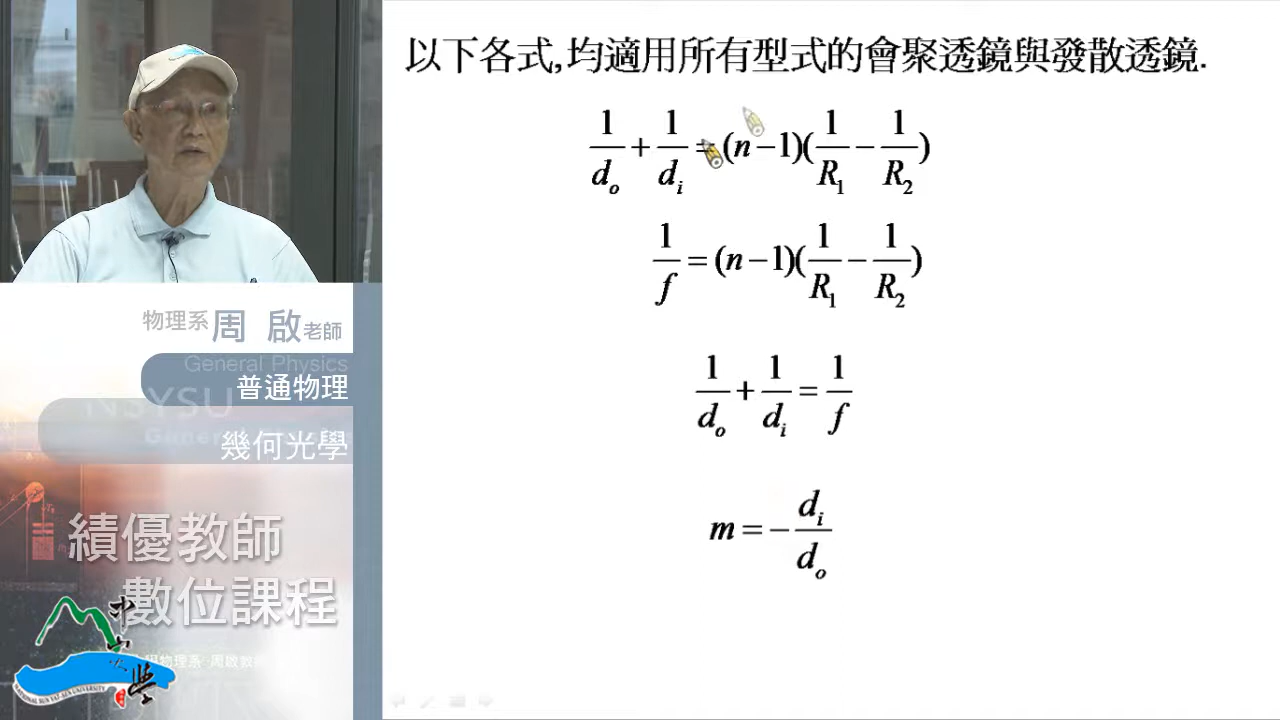 以下各式,均適用所有型式的會聚透鏡與發散透鏡.
1/d_o + 1/d_i = (n−1)(1/R_1 − 1/R_2)
1/f = (n−1)(1/R_1 − 1/R_2)
1/d_o + 1/d_i = 1/f
m = − d_i/d_o
物理系 周 啟 老師
General Physics
普通物理
NSYSU
幾何光學
績優教師
數位課程